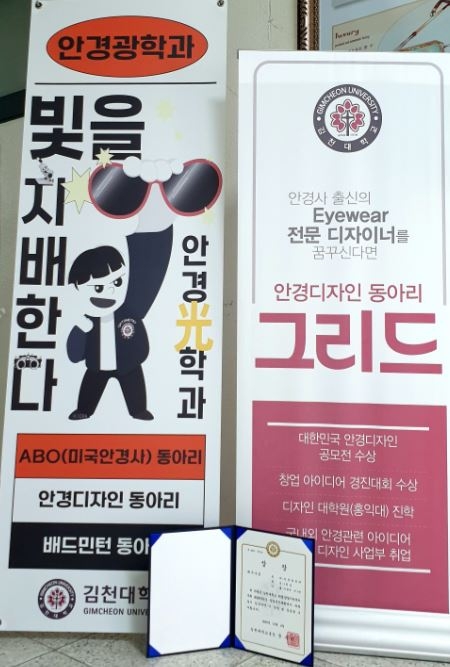 안경광학과
빛을
지배한다
안경光학과
ABO(미국안경사) 동아리
안경디자인 동아리
배드민턴 동아
김천대학
GIMCHEON UNIVER
luxury
GIMCHEON UNIVERSITY
김천대학교
안경사 출신의
Eyewear
전문 디자이너를
꿈꾸신다면
안경디자인 동아리
그리드
대한민국 안경디자인
공모전 수상
창업 아이디어 경진대회 수상
디자인 대학원(홍익대) 진학
국내외 안경관련 아이디어
디자인 사업부 취업
상 장